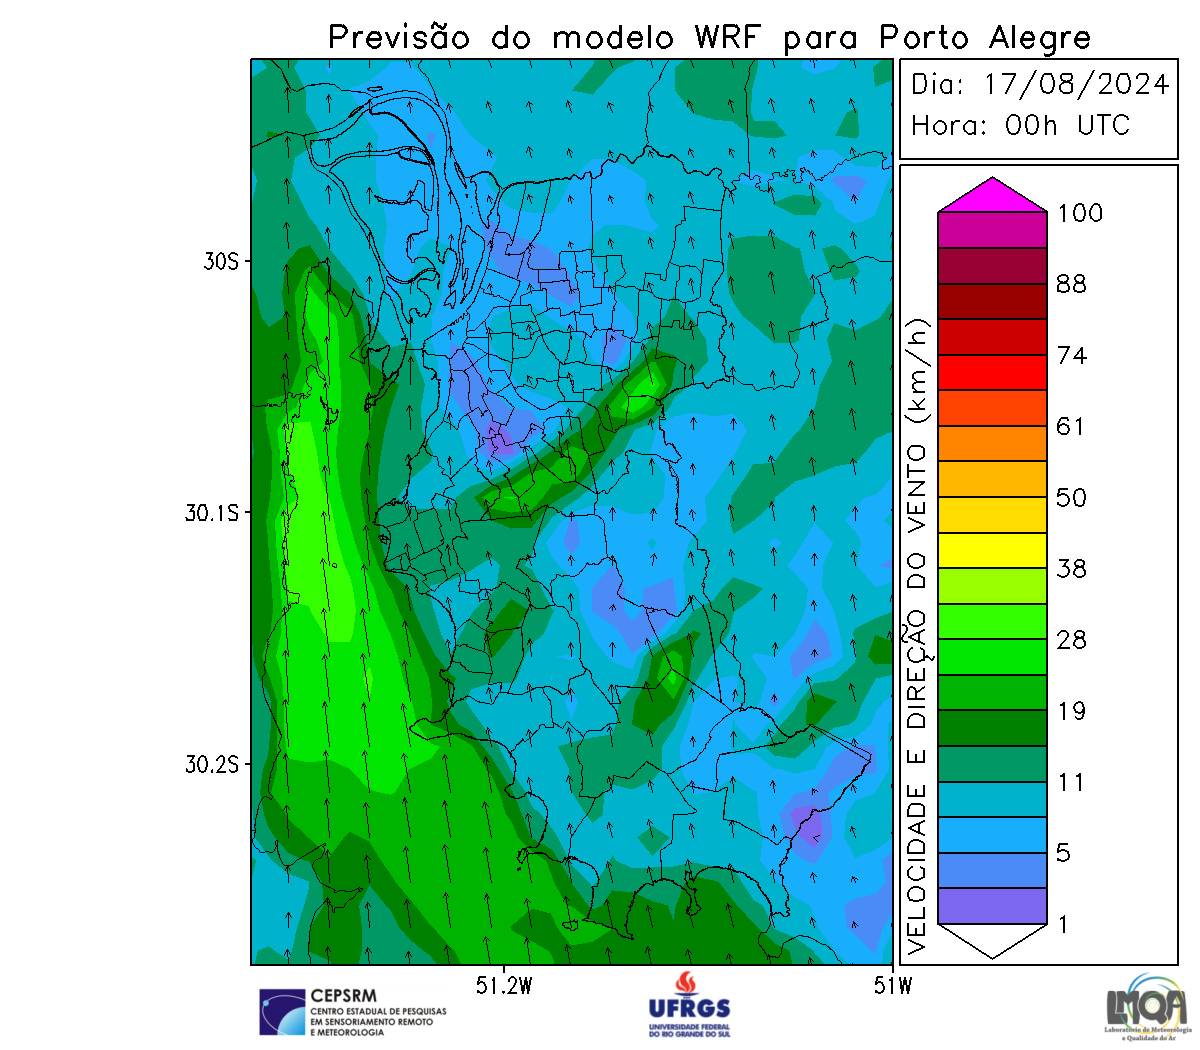 Previsão do modelo WRF para Porto Alegre
Dia: 17/08/2024
Hora: 00h UTC
30S
30.1S
30.2S
51.2W
51W
VELOCIDADE E DIREÇÃO DO VENTO (km/h)
100
88
74
61
50
38
28
19
11
5
1
CEPSRM
CENTRO ESTADUAL DE PESQUISAS
EM SENSORIAMENTO REMOTO
E METEOROLOGIA
UFRGS
UNIVERSIDADE FEDERAL
DO RIO GRANDE DO SUL
LMQA
Laboratório de Meteorologia
e Qualidade do Ar